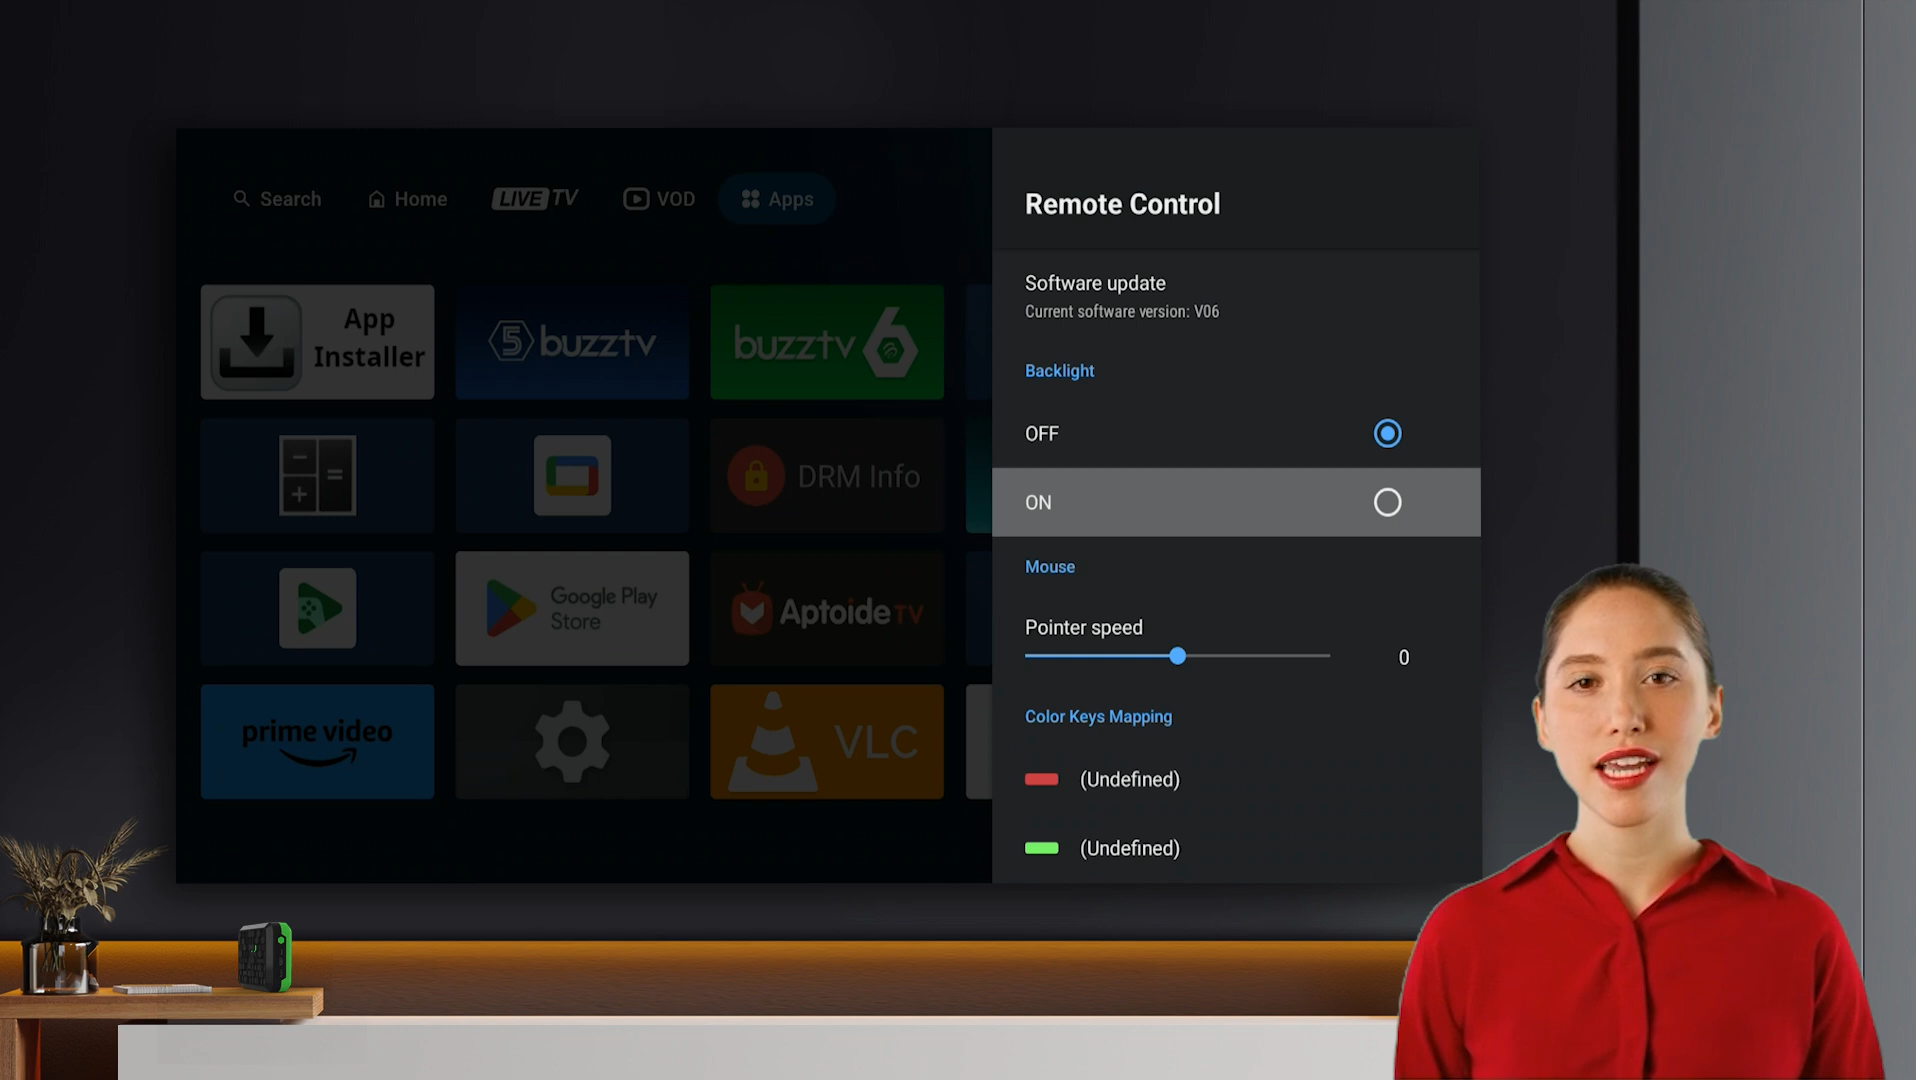 Search
Home
LIVE TV
VOD
Apps
App
Installer
5 buzztv
buzztv 6
DRM Info
Google Play
Store
Aptoide TV
prime video
VLC
Remote Control
Software update
Current software version: V06
Backlight
OFF
ON
Mouse
Pointer speed
0
Color Keys Mapping
(Undefined)
(Undefined)